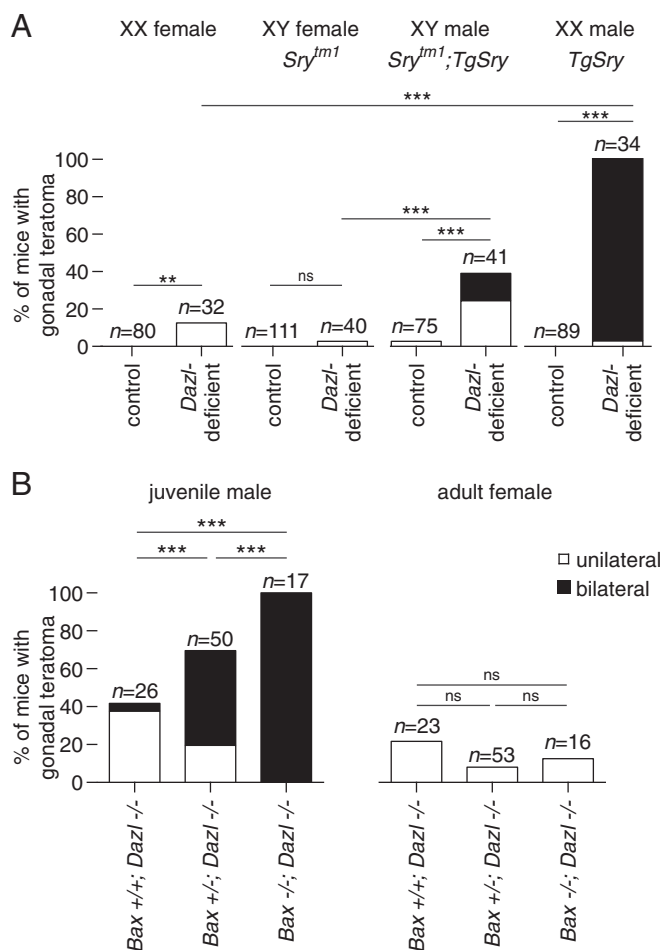 A
XX female
XY female
Sry^tm1
XY male
Sry^tm1;TgSry
XX male
TgSry
***
***
n=34
100
80
60
40
20
0
% of mice with
gonadal teratoma
***
***
n=41
**
n=32
ns
n=80
n=111
n=40
n=75
n=89
control
Dazl-
deficient
control
Dazl-
deficient
control
Dazl-
deficient
control
Dazl-
deficient
B
juvenile male
adult female
***
***
***
unilateral
bilateral
n=17
100
80
60
40
20
0
% of mice with
gonadal teratoma
n=50
n=26
ns
ns
ns
n=23
n=53
n=16
Bax +/+; Dazl -/-
Bax +/-; Dazl -/-
Bax -/-; Dazl -/-
Bax +/+; Dazl -/-
Bax +/-; Dazl -/-
Bax -/-; Dazl -/-